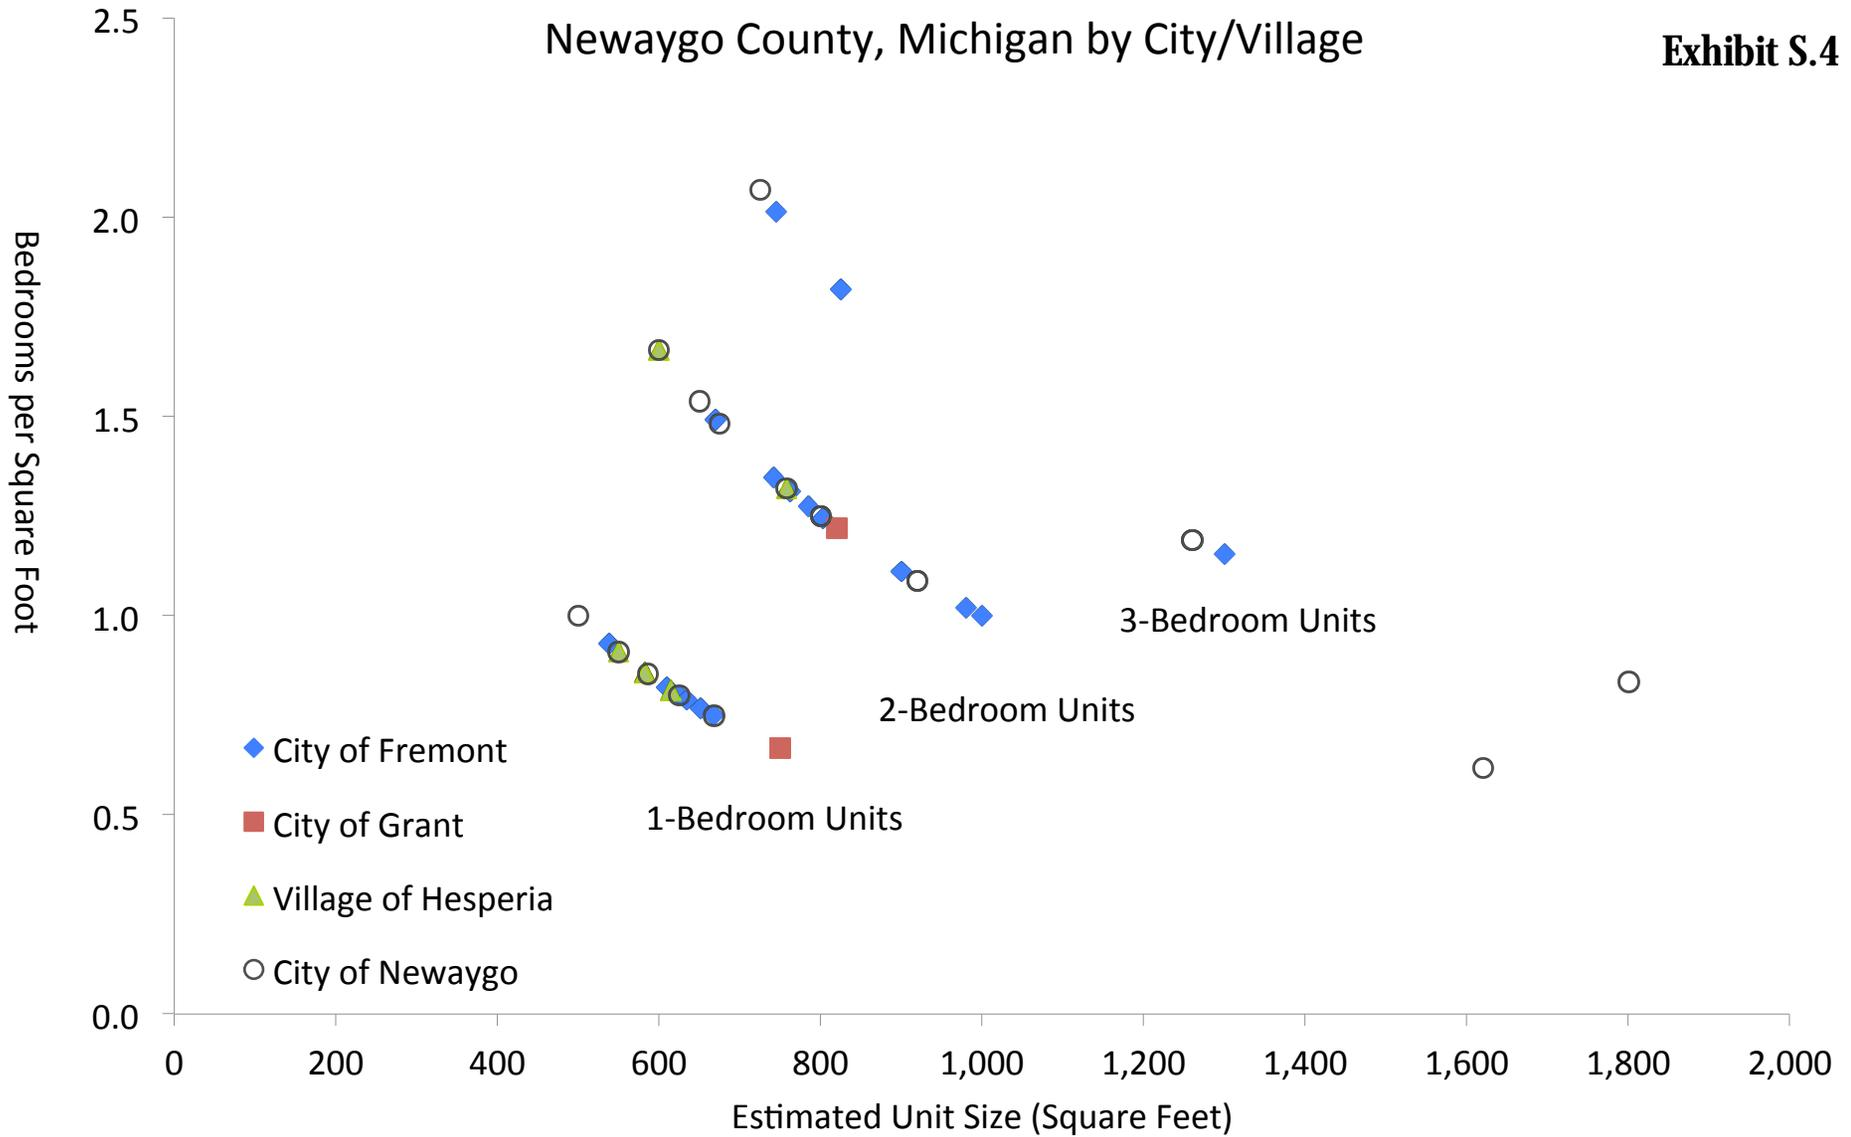 Newaygo County, Michigan by City/Village
Exhibit S.4
Bedrooms per Square Foot
2.5
2.0
1.5
1.0
0.5
0.0
3-Bedroom Units
2-Bedroom Units
1-Bedroom Units
City of Fremont
City of Grant
Village of Hesperia
City of Newaygo
0 200 400 600 800 1,000 1,200 1,400 1,600 1,800 2,000
Estimated Unit Size (Square Feet)